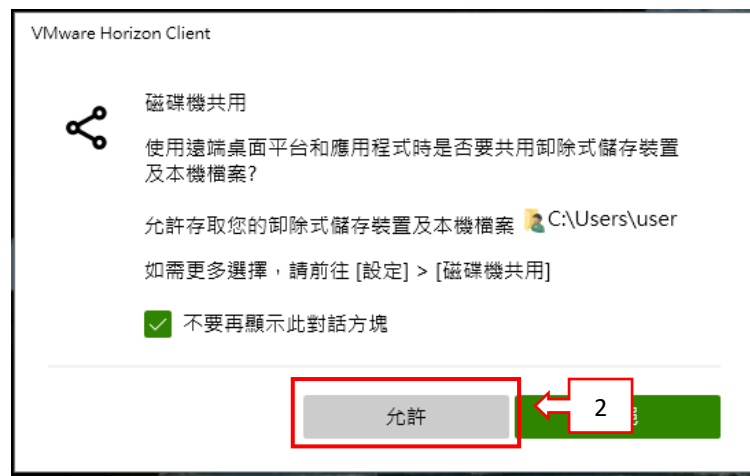 VMware Horizon Client
磁碟機共用
使用遠端桌面平台和應用程式時是否要共用卸除式儲存裝置
及本機檔案?
允許存取您的卸除式儲存裝置及本機檔案 C:\Users\user
如需更多選擇，請前往 [設定] > [磁碟機共用]
不要再顯示此對話方塊
允許
2